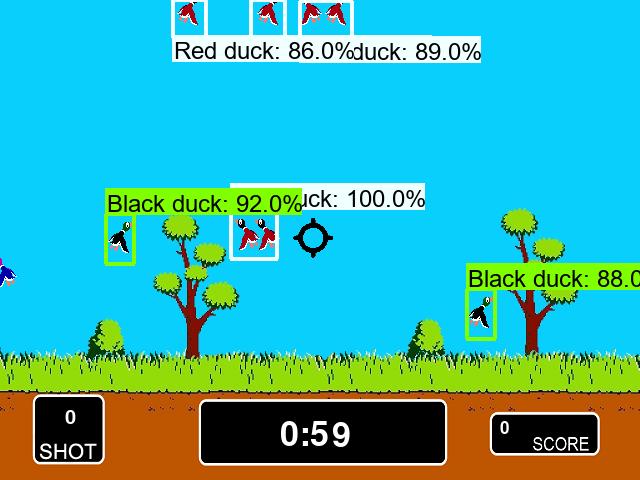 Red duck: 86.0%
duck: 89.0%
Black duck: 92.0%
uck: 100.0%
Black duck: 88.0
0
SHOT
0:59
0
SCORE